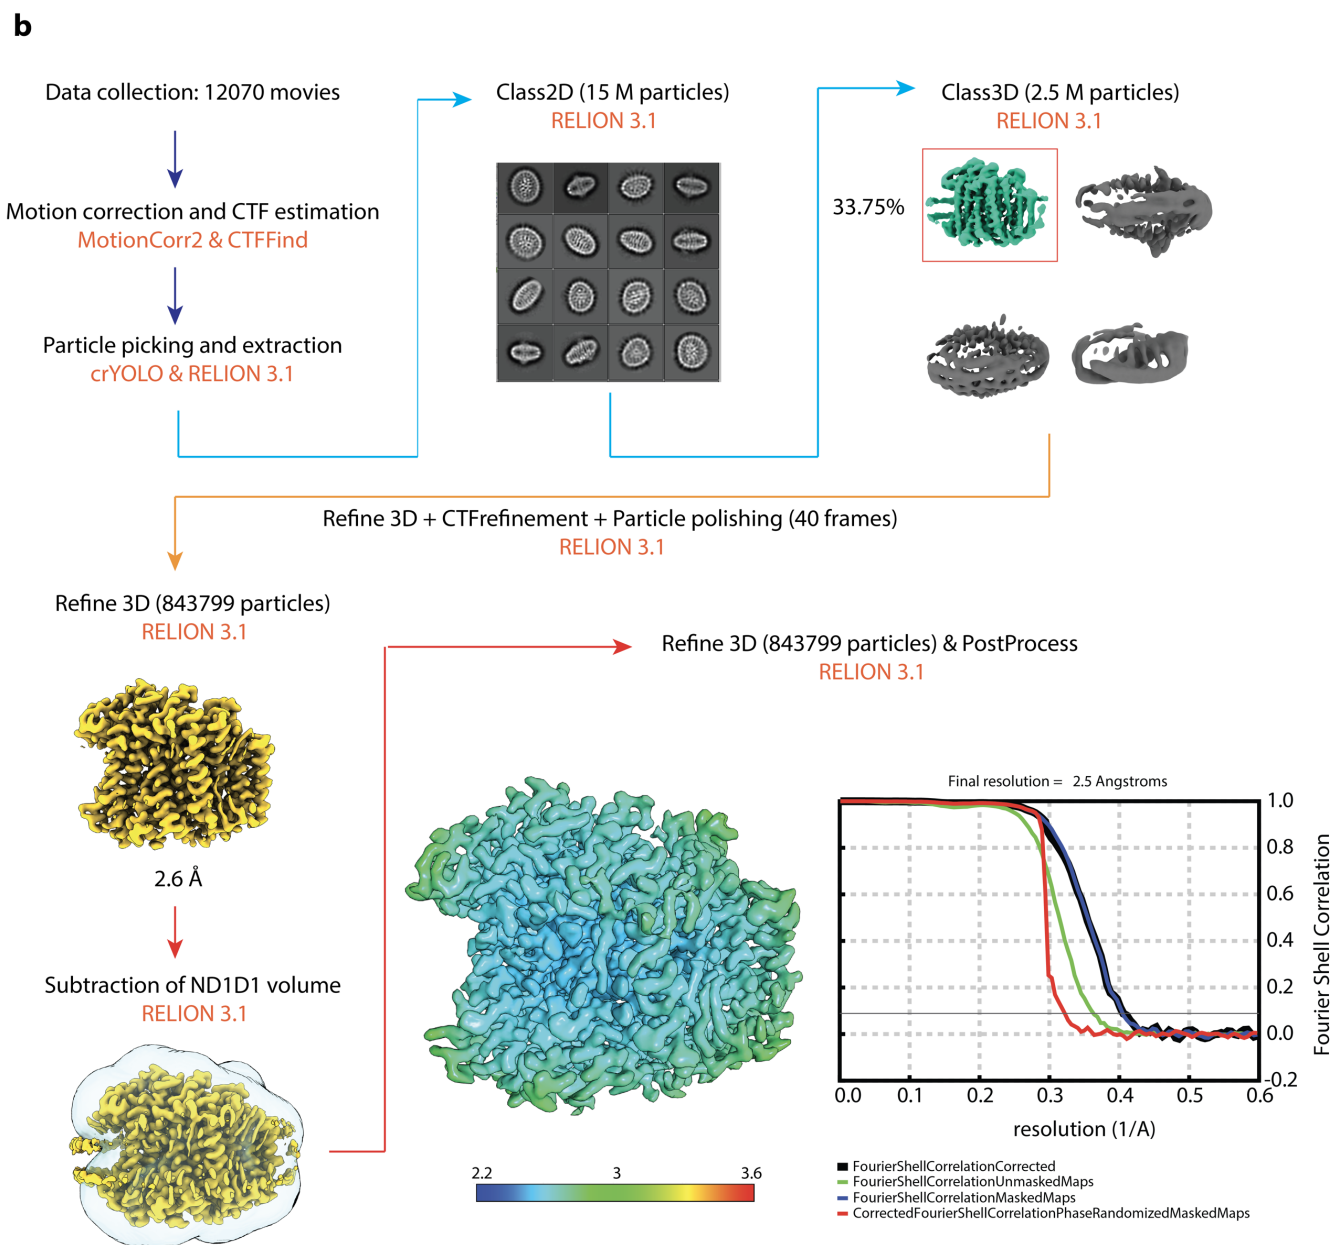 b
Data collection: 12070 movies
Motion correction and CTF estimation
MotionCorr2 & CTFFind
Particle picking and extraction
crYOLO & RELION 3.1
Class2D (15 M particles)
RELION 3.1
Class3D (2.5 M particles)
RELION 3.1
33.75%
Refine 3D + CTFrefinement + Particle polishing (40 frames)
RELION 3.1
Refine 3D (843799 particles)
RELION 3.1
2.6 Å
Subtraction of ND1D1 volume
RELION 3.1
Refine 3D (843799 particles) & PostProcess
RELION 3.1
2.2 3 3.6
Final resolution = 2.5 Angstroms
1.0
0.8
0.6
0.4
0.2
0.0
-0.2
Fourier Shell Correlation
0.0 0.1 0.2 0.3 0.4 0.5 0.6
resolution (1/A)
FourierShellCorrelationCorrected
FourierShellCorrelationUnmaskedMaps
FourierShellCorrelationMaskedMaps
CorrectedFourierShellCorrelationPhaseRandomizedMaskedMaps